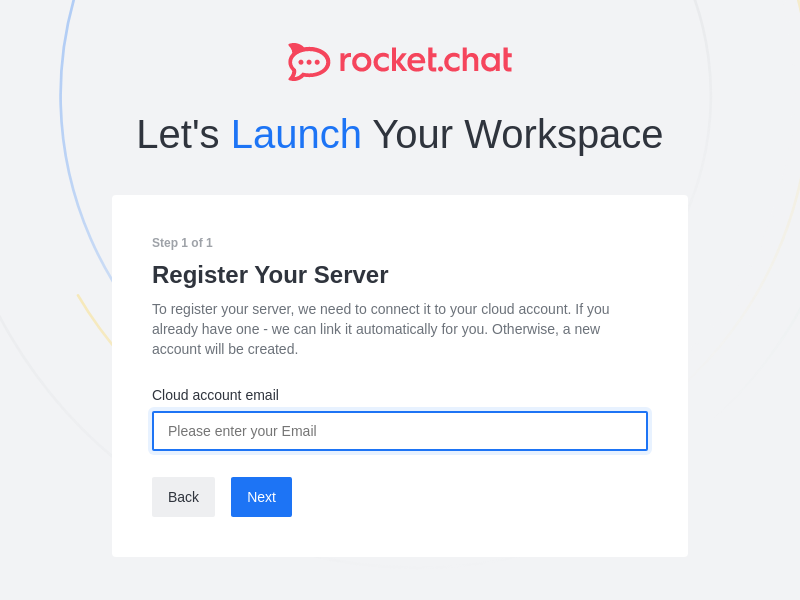 rocket.chat
Let's Launch Your Workspace
Step 1 of 1
Register Your Server
To register your server, we need to connect it to your cloud account. If you
already have one - we can link it automatically for you. Otherwise, a new
account will be created.
Cloud account email
Please enter your Email
Back Next